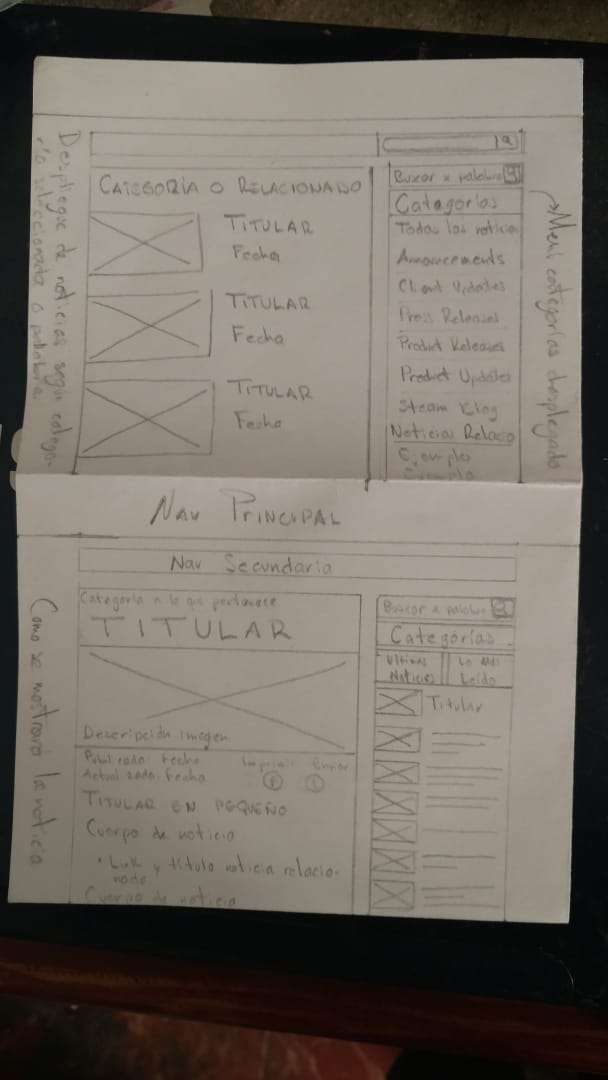 Despliegue de noticias según catego-
ría seleccionada o palabra.
CATEGORÍA O RELACIONADO
TITULAR
Fecha
TITULAR
Fecha
TITULAR
Fecha
Buscar x palabra
Categorías
Todas las noticias
Announcements
Client Updates
Press Releases
Product Releases
Product Updates
Steam Blog
Noticias Relacio
Ejemplo
Ejemplo
Menú categorías desplegado
NAV PRINCIPAL
Nav Secundaria
Como se mostrará la noticia
Categoría a la que pertenece
TITULAR
Descripción imagen
Publicado: Fecha
Actualizado: Fecha
Imprimir
Enviar
TITULAR EN PEQUEÑO
Cuerpo de noticia
• Link y título noticia relacio-
nada
Cuerpo de noticia
Buscar x palabra
Categorías
Ultimas
Noticias
Lo Más
Leído
Titular